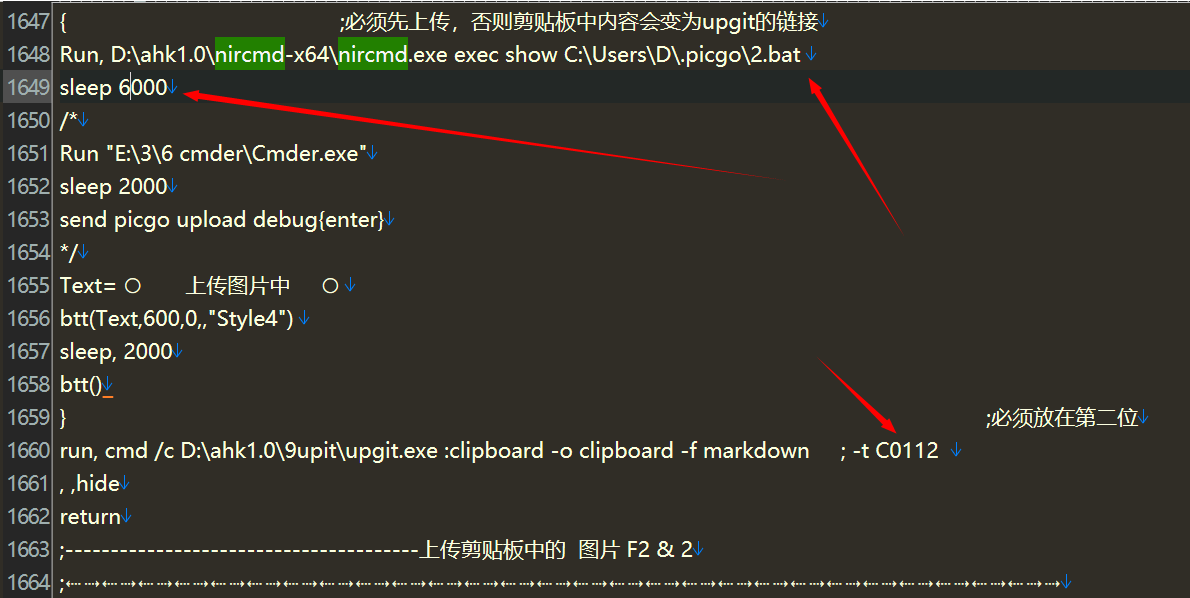 1647 { ;必须先上传，否则剪贴板中内容会变为upgit的链接↓
1648 Run, D:\ahk1.0\nircmd-x64\nircmd.exe exec show C:\Users\D\.picgo\2.bat ↓
1649 sleep 6000↓
1650 /*↓
1651 Run "E:\3\6 cmder\Cmder.exe"↓
1652 sleep 2000↓
1653 send picgo upload debug{enter}↓
1654 */↓
1655 Text= ○ 上传图片中 ○ ↓
1656 btt(Text,600,0,,"Style4") ↓
1657 sleep, 2000↓
1658 btt()↓
1659 } ;必须放在第二位↓
1660 run, cmd /c D:\ahk1.0\9upit\upgit.exe :clipboard -o clipboard -f markdown ; -t C0112 ↓
1661 , ,hide↓
1662 return↓
1663 ;---------------------------------------上传剪贴板中的 图片 F2 & 2↓
1664 ;←⇢←⇢←⇢←⇢←⇢←⇢←⇢←⇢←⇢←⇢←⇢←⇢←⇢←⇢←⇢←⇢←⇢←⇢←⇢←⇢←⇢←⇢←⇢←⇢←⇢←⇢←⇢↓